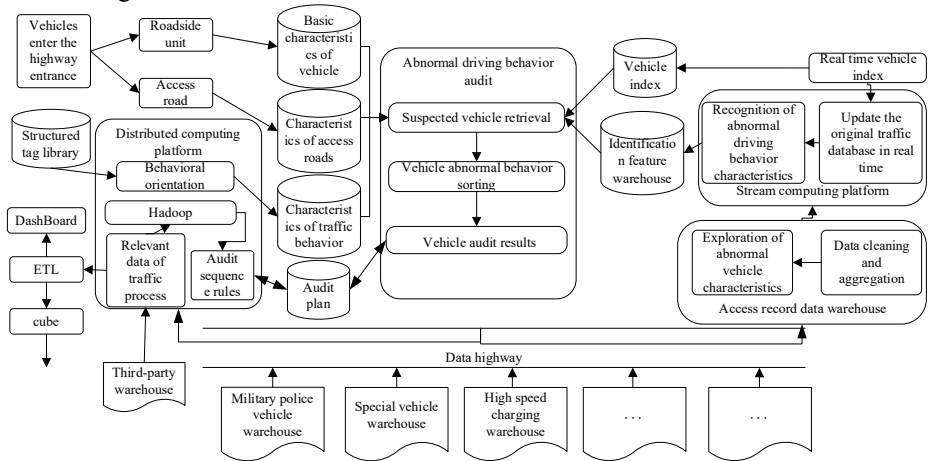 Vehicles
enter the
highway
entrance
Roadside
unit
Access
road
Basic
characteristi
cs of
vehicle
Characterist
ics of access
roads
Characterist
ics of traffic
behavior
Structured
tag library
Distributed computing
platform
Behavioral
orientation
Hadoop
Relevant
data of
traffic
process
Audit
sequenc
e rules
Audit
plan
DashBoard
ETL
cube
Third-party
warehouse
Abnormal driving behavior
audit
Suspected vehicle retrieval
Vehicle abnormal behavior
sorting
Vehicle audit results
Vehicle
index
Identificatio
n feature
warehouse
Real time vehicle
index
Recognition of
abnormal
driving
behavior
characteristics
Update the
original traffic
database in real
time
Stream computing platform
Exploration of
abnormal
vehicle
characteristics
Data cleaning
and
aggregation
Access record data warehouse
Data highway
Military police
vehicle
warehouse
Special vehicle
warehouse
High speed
charging
warehouse
...
...